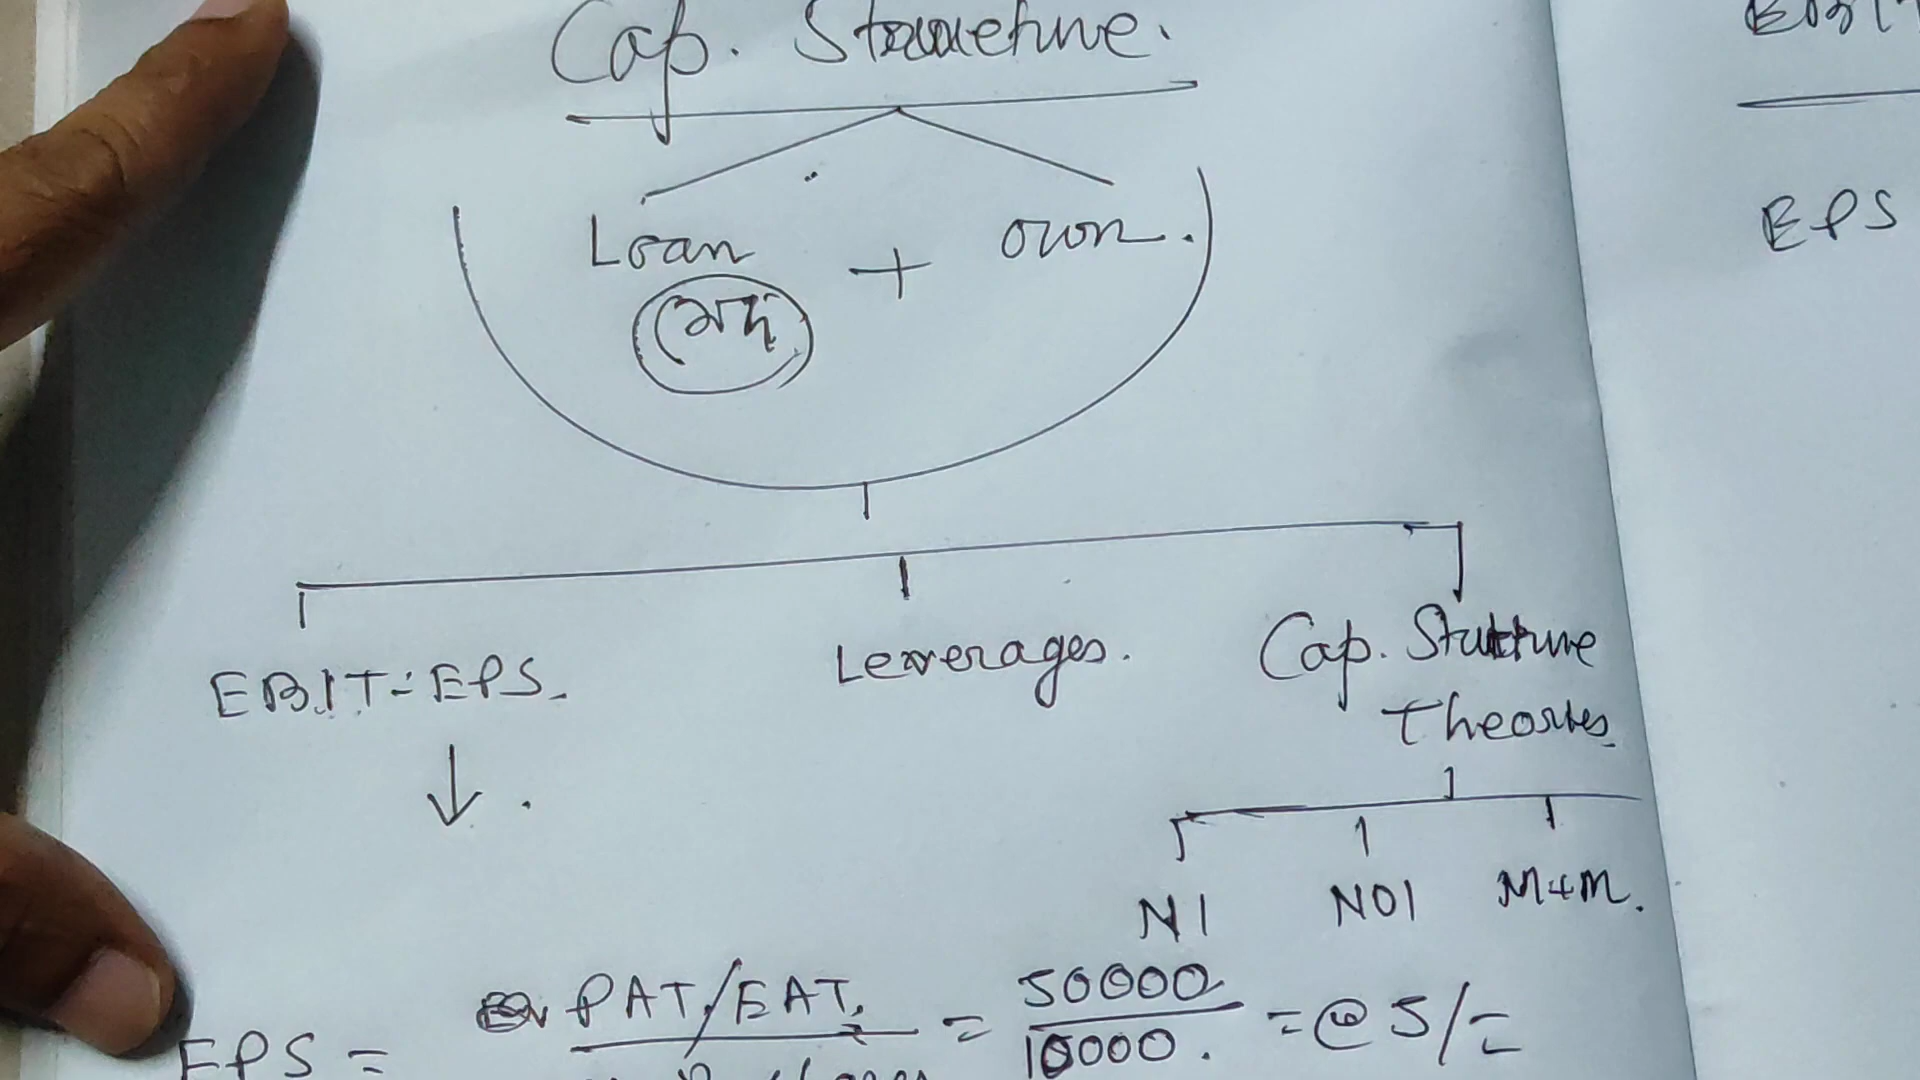 Cap. Structure.
Loan + own.
EBIT-EPS.
Leverages.
Cap. Structure
theories
NI NOI M+M.
EPS = PAT/EAT. = 50000 / 10000. = @ 5/=
EPS